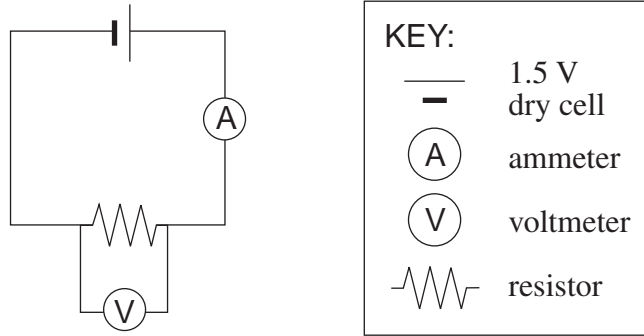 A
V
KEY:
1.5 V
dry cell
A
ammeter
V
voltmeter
resistor